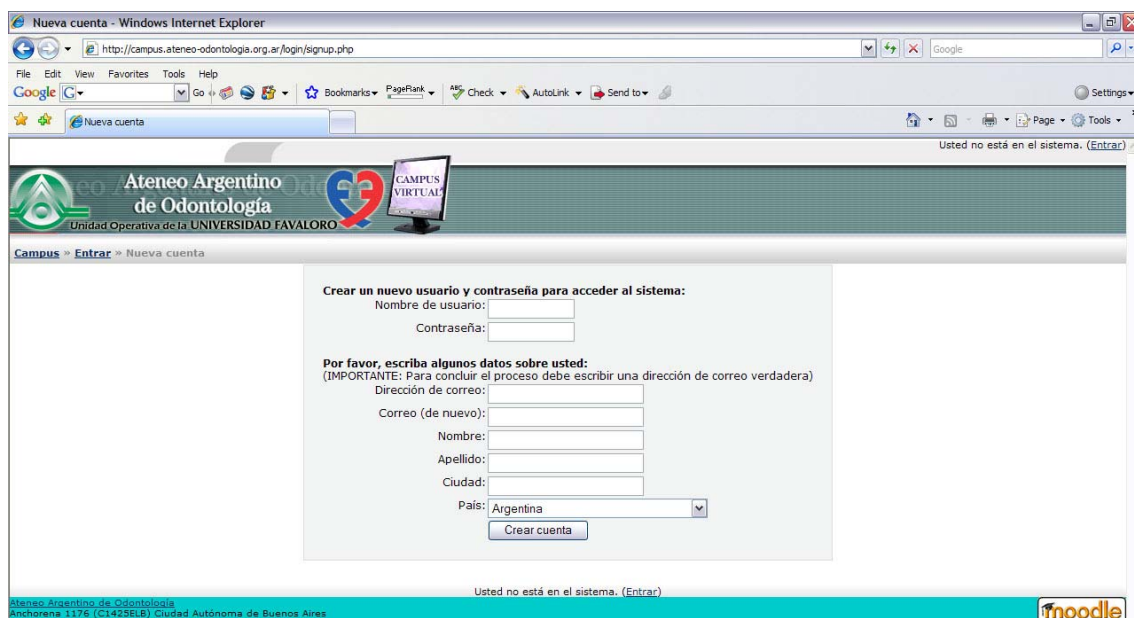 Nueva cuenta - Windows Internet Explorer
http://campus.ateneo-odontologia.org.ar/login/signup.php
Google
File Edit View Favorites Tools Help
Google G Go Bookmarks PageRank ABC Check AutoLink Send to Settings
Nueva cuenta Page Tools
Usted no está en el sistema. (Entrar)
Ateneo Argentino
de Odontología
Unidad Operativa de la UNIVERSIDAD FAVALORO
CAMPUS
VIRTUAL
Campus » Entrar » Nueva cuenta
Crear un nuevo usuario y contraseña para acceder al sistema:
Nombre de usuario:
Contraseña:
Por favor, escriba algunos datos sobre usted:
(IMPORTANTE: Para concluir el proceso debe escribir una dirección de correo verdadera)
Dirección de correo:
Correo (de nuevo):
Nombre:
Apellido:
Ciudad:
País: Argentina
Crear cuenta
Usted no está en el sistema. (Entrar)
Ateneo Argentino de Odontología
Anchorena 1176 (C1425ELB) Ciudad Autónoma de Buenos Aires
moodle